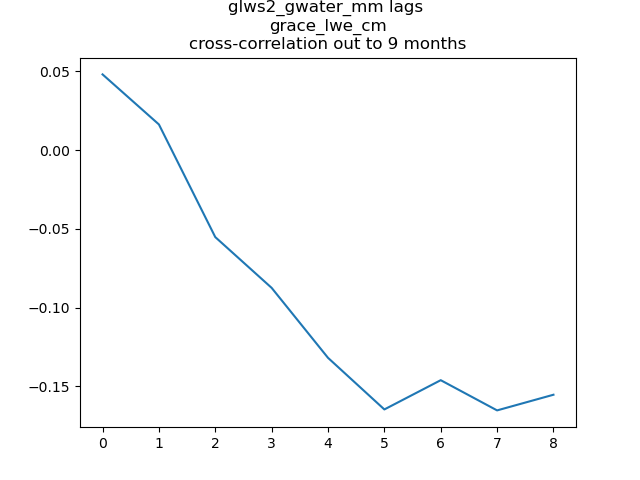 glws2_gwater_mm lags
grace_lwe_cm
cross-correlation out to 9 months
0.05
0.00
−0.05
−0.10
−0.15
0 1 2 3 4 5 6 7 8